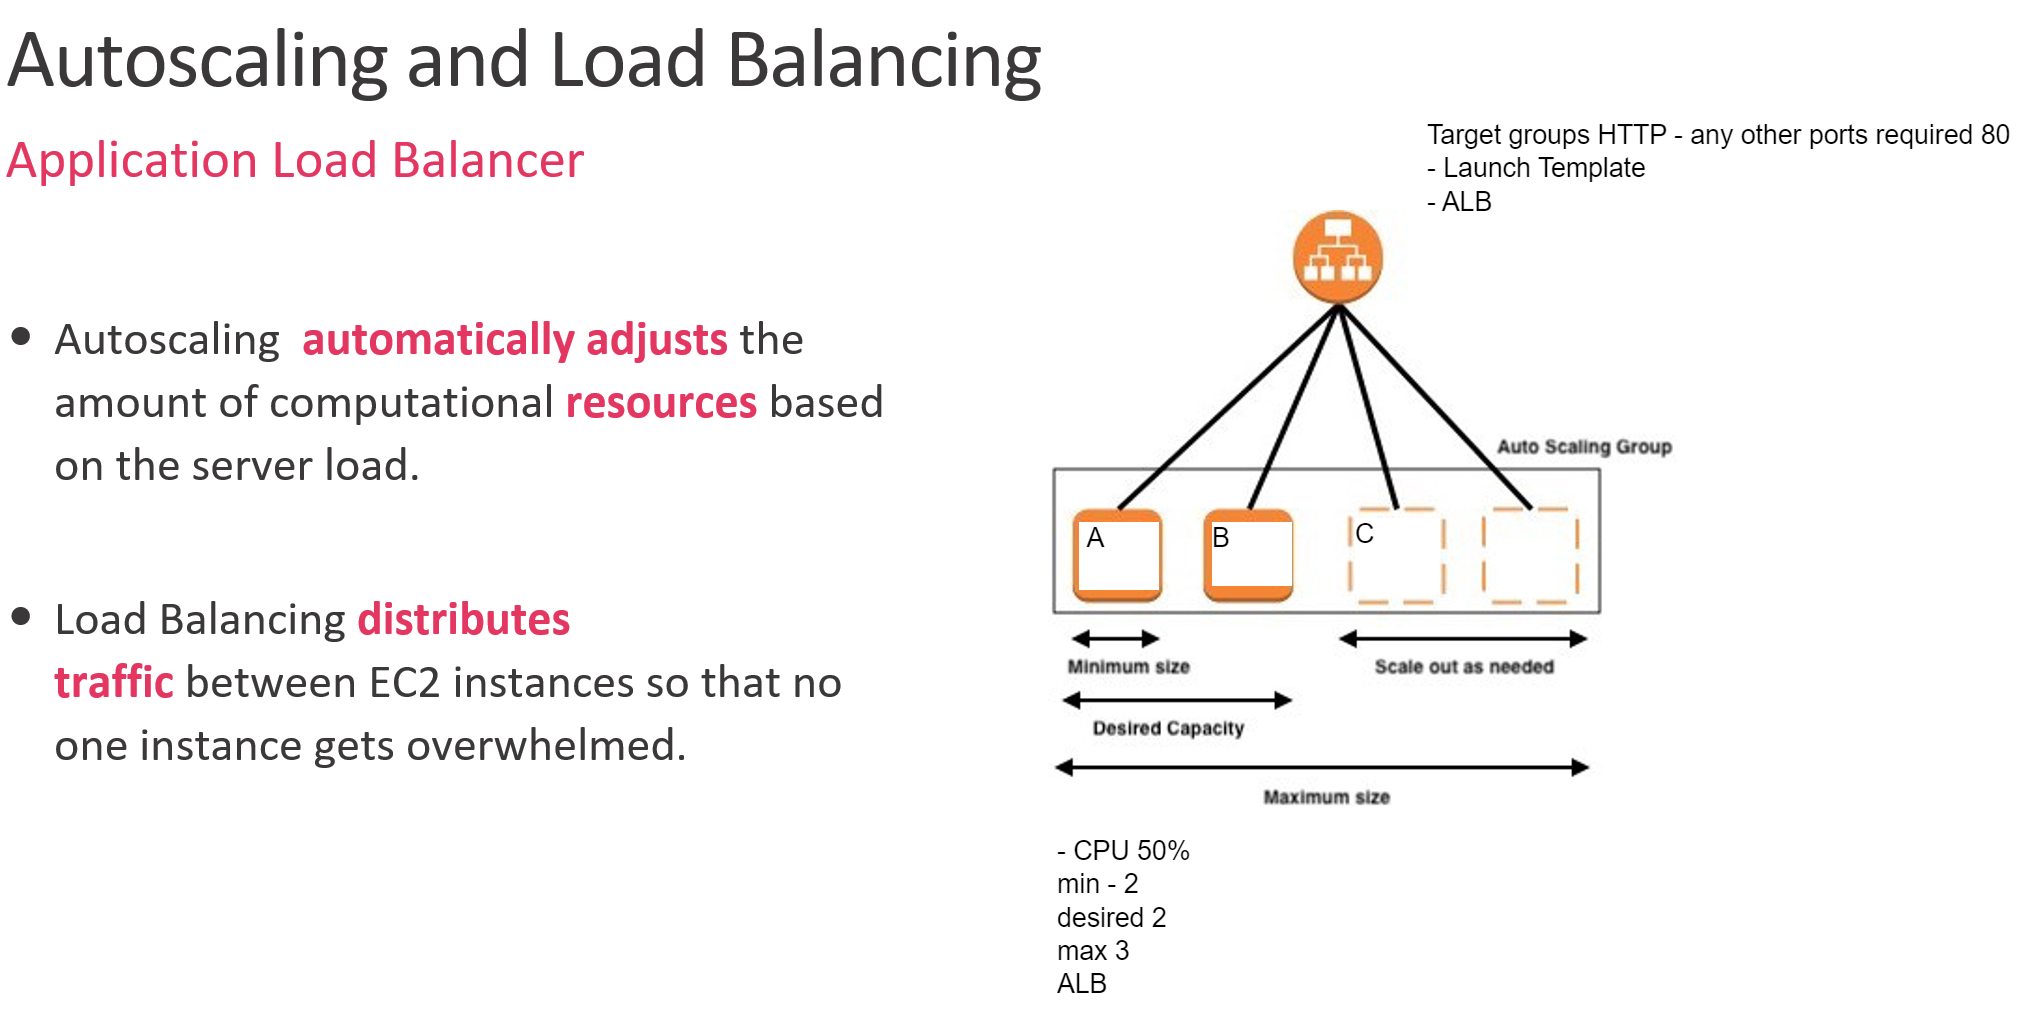 Autoscaling and Load Balancing
Application Load Balancer
Target groups HTTP - any other ports required 80
- Launch Template
- ALB
• Autoscaling automatically adjusts the
amount of computational resources based
on the server load.
• Load Balancing distributes
traffic between EC2 instances so that no
one instance gets overwhelmed.
Auto Scaling Group
A
B
C
Minimum size
Scale out as needed
Desired Capacity
Maximum size
- CPU 50%
min - 2
desired 2
max 3
ALB